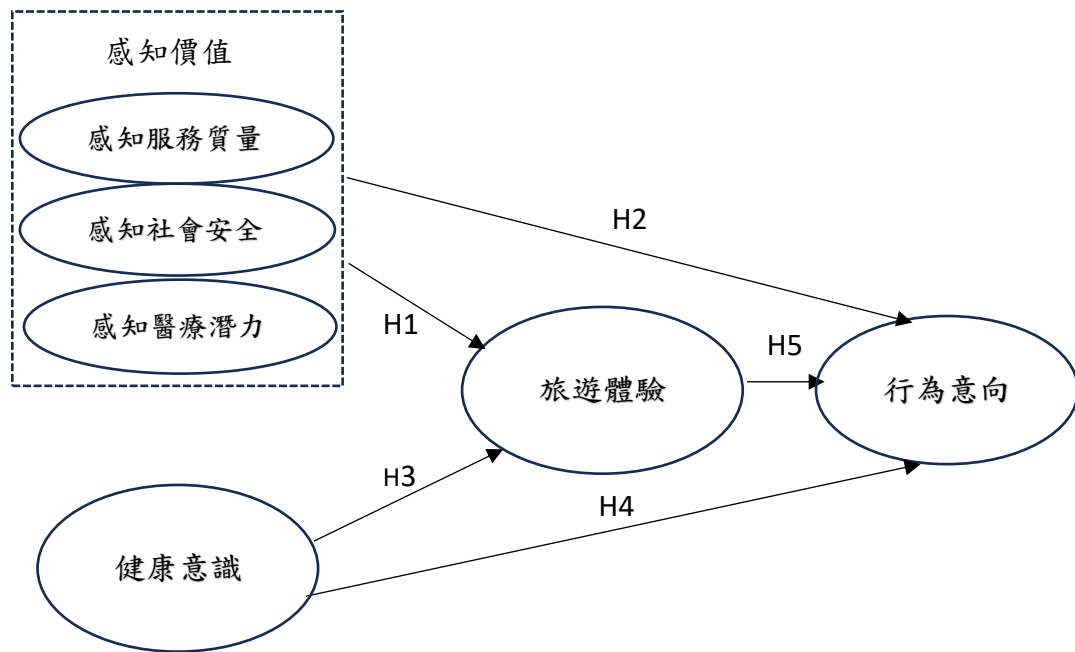 感知價值
感知服務質量
感知社會安全
感知醫療潛力
H2
H1
H5
旅遊體驗
行為意向
H3
H4
健康意識